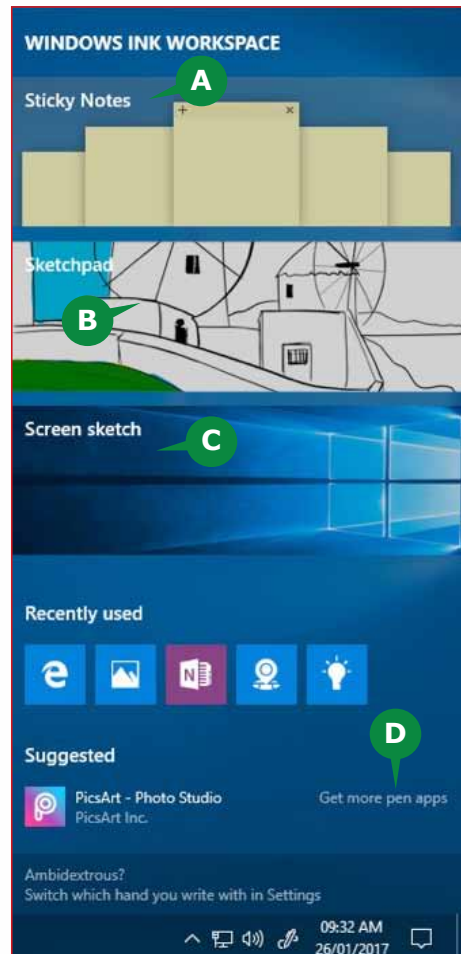 WINDOWS INK WORKSPACE
A
Sticky Notes
Sketchpad
B
Screen sketch
C
Recently used
D
Suggested
PicsArt - Photo Studio
Get more pen apps
PicsArt Inc.
Ambidextrous?
Switch which hand you write with in Settings
09:32 AM
26/01/2017